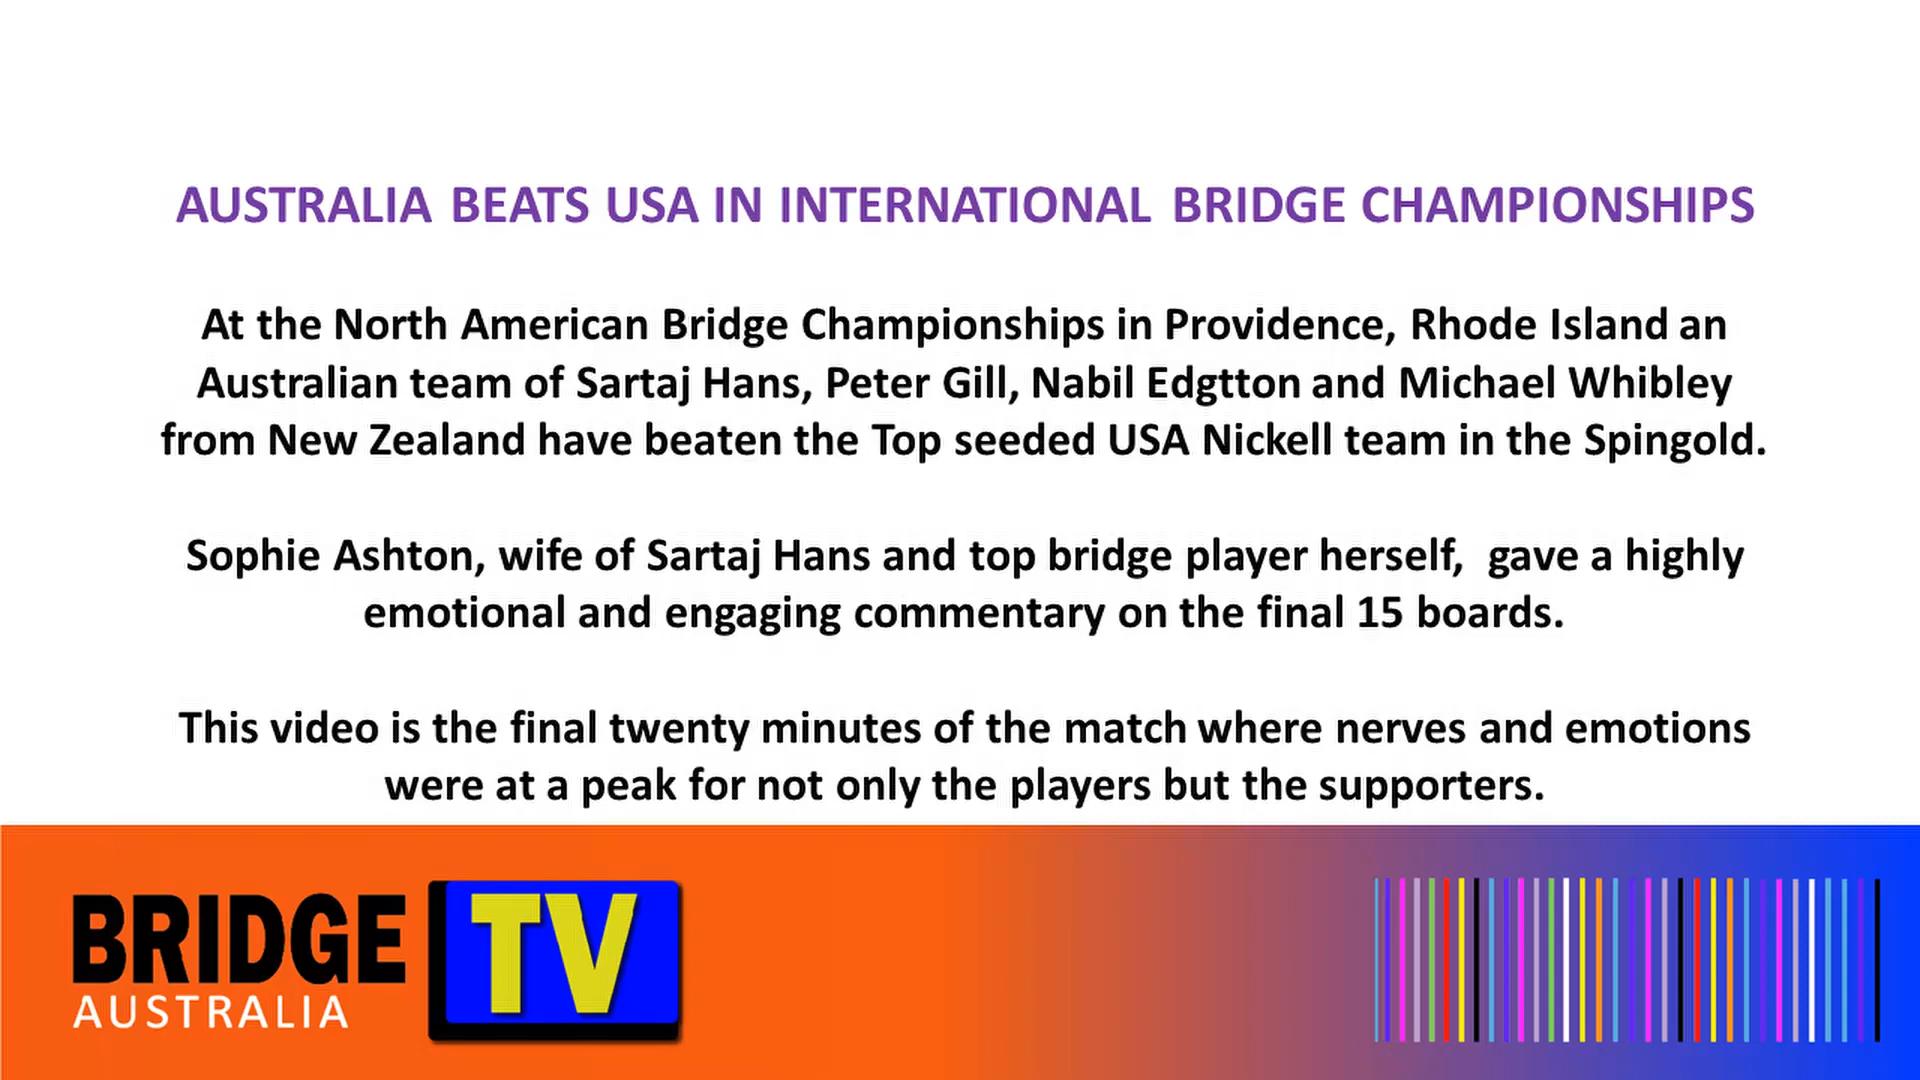 AUSTRALIA BEATS USA IN INTERNATIONAL BRIDGE CHAMPIONSHIPS
At the North American Bridge Championships in Providence, Rhode Island an
Australian team of Sartaj Hans, Peter Gill, Nabil Edgtton and Michael Whibley
from New Zealand have beaten the Top seeded USA Nickell team in the Spingold.
Sophie Ashton, wife of Sartaj Hans and top bridge player herself, gave a highly
emotional and engaging commentary on the final 15 boards.
This video is the final twenty minutes of the match where nerves and emotions
were at a peak for not only the players but the supporters.
BRIDGE TV
AUSTRALIA